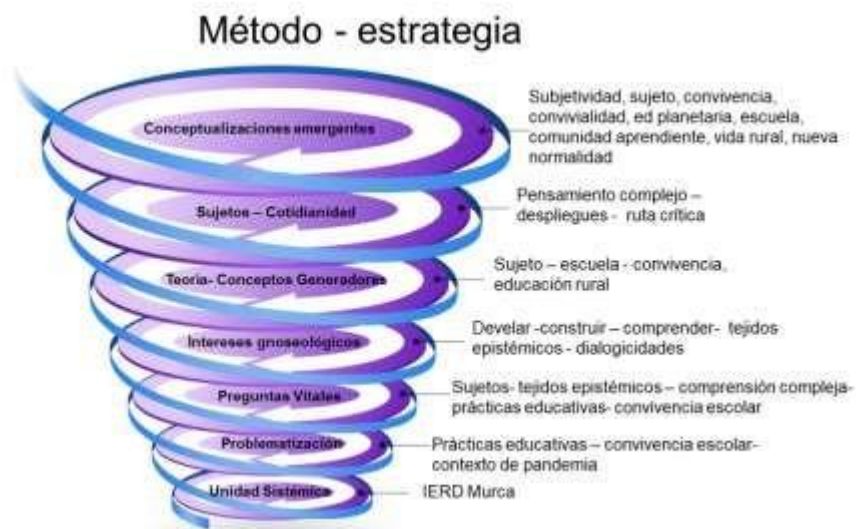 Método - estrategia
Conceptualizaciones emergentes
Subjetividad, sujeto, convivencia,
convivialidad, ed planetaria, escuela,
comunidad aprendiente, vida rural, nueva
normalidad
Sujetos – Cotidianidad
Pensamiento complejo –
despliegues - ruta crítica
Teoría- Conceptos Generadores
Sujeto – escuela - convivencia,
educación rural
Intereses gnoseológicos
Develar -construir – comprender- tejidos
epistémicos - dialogicidades
Preguntas Vitales
Sujetos- tejidos epistémicos – comprensión compleja-
prácticas educativas- convivencia escolar
Problematización
Prácticas educativas – convivencia escolar-
contexto de pandemia
Unidad Sistémica
IERD Murca